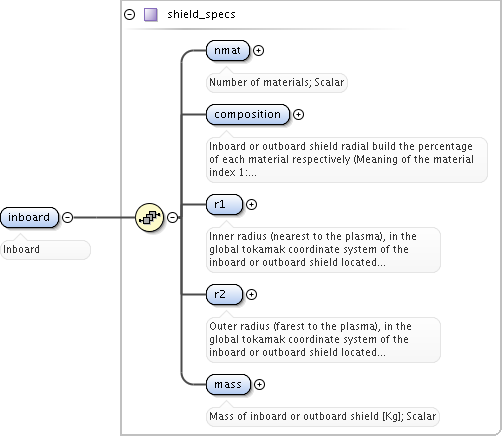 shield_specs
nmat
Number of materials; Scalar
composition
Inboard or outboard shield radial build the percentage
of each material respectively (Meaning of the material
index 1:...
inboard
Inboard
r1
Inner radius (nearest to the plasma), in the
global tokamak coordinate system of the
inboard or outboard shield located...
r2
Outer radius (farest to the plasma), in the
global tokamak coordinate system of the
inboard or outboard shield located...
mass
Mass of inboard or outboard shield [Kg]; Scalar